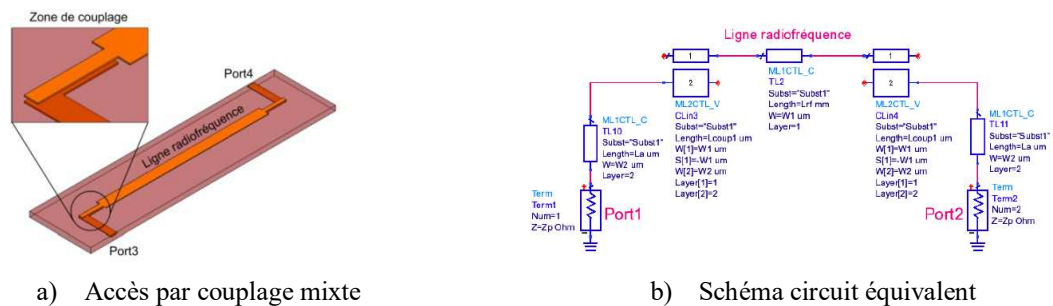 Zone de couplage
Port4
Ligne radiofréquence
Port3
Ligne radiofréquence
1
1
ML1CTL_C
TL2
Subst="Subst1"
Length=Lrf mm
W=W1 um
Layer=1
2
2
ML2CTL_V
CLin3
Subst="Subst1"
Length=Lcoup1 um
W[1]=W1 um
S[1]=-W1 um
W[2]=W2 um
Layer[1]=1
Layer[2]=2
ML2CTL_V
CLin4
Subst="Subst1"
Length=Lcoup1 um
W[1]=W1 um
S[1]=-W1 um
W[2]=W2 um
Layer[1]=1
Layer[2]=2
ML1CTL_C
TL10
Subst="Subst1"
Length=La um
W=W2 um
Layer=2
ML1CTL_C
TL11
Subst="Subst1"
Length=La um
W=W2 um
Layer=2
Term
Term1
Num=1
Z=Zp Ohm
Port1
Port2
Term
Term2
Num=2
Z=Zp Ohm
a) Accès par couplage mixte
b) Schéma circuit équivalent